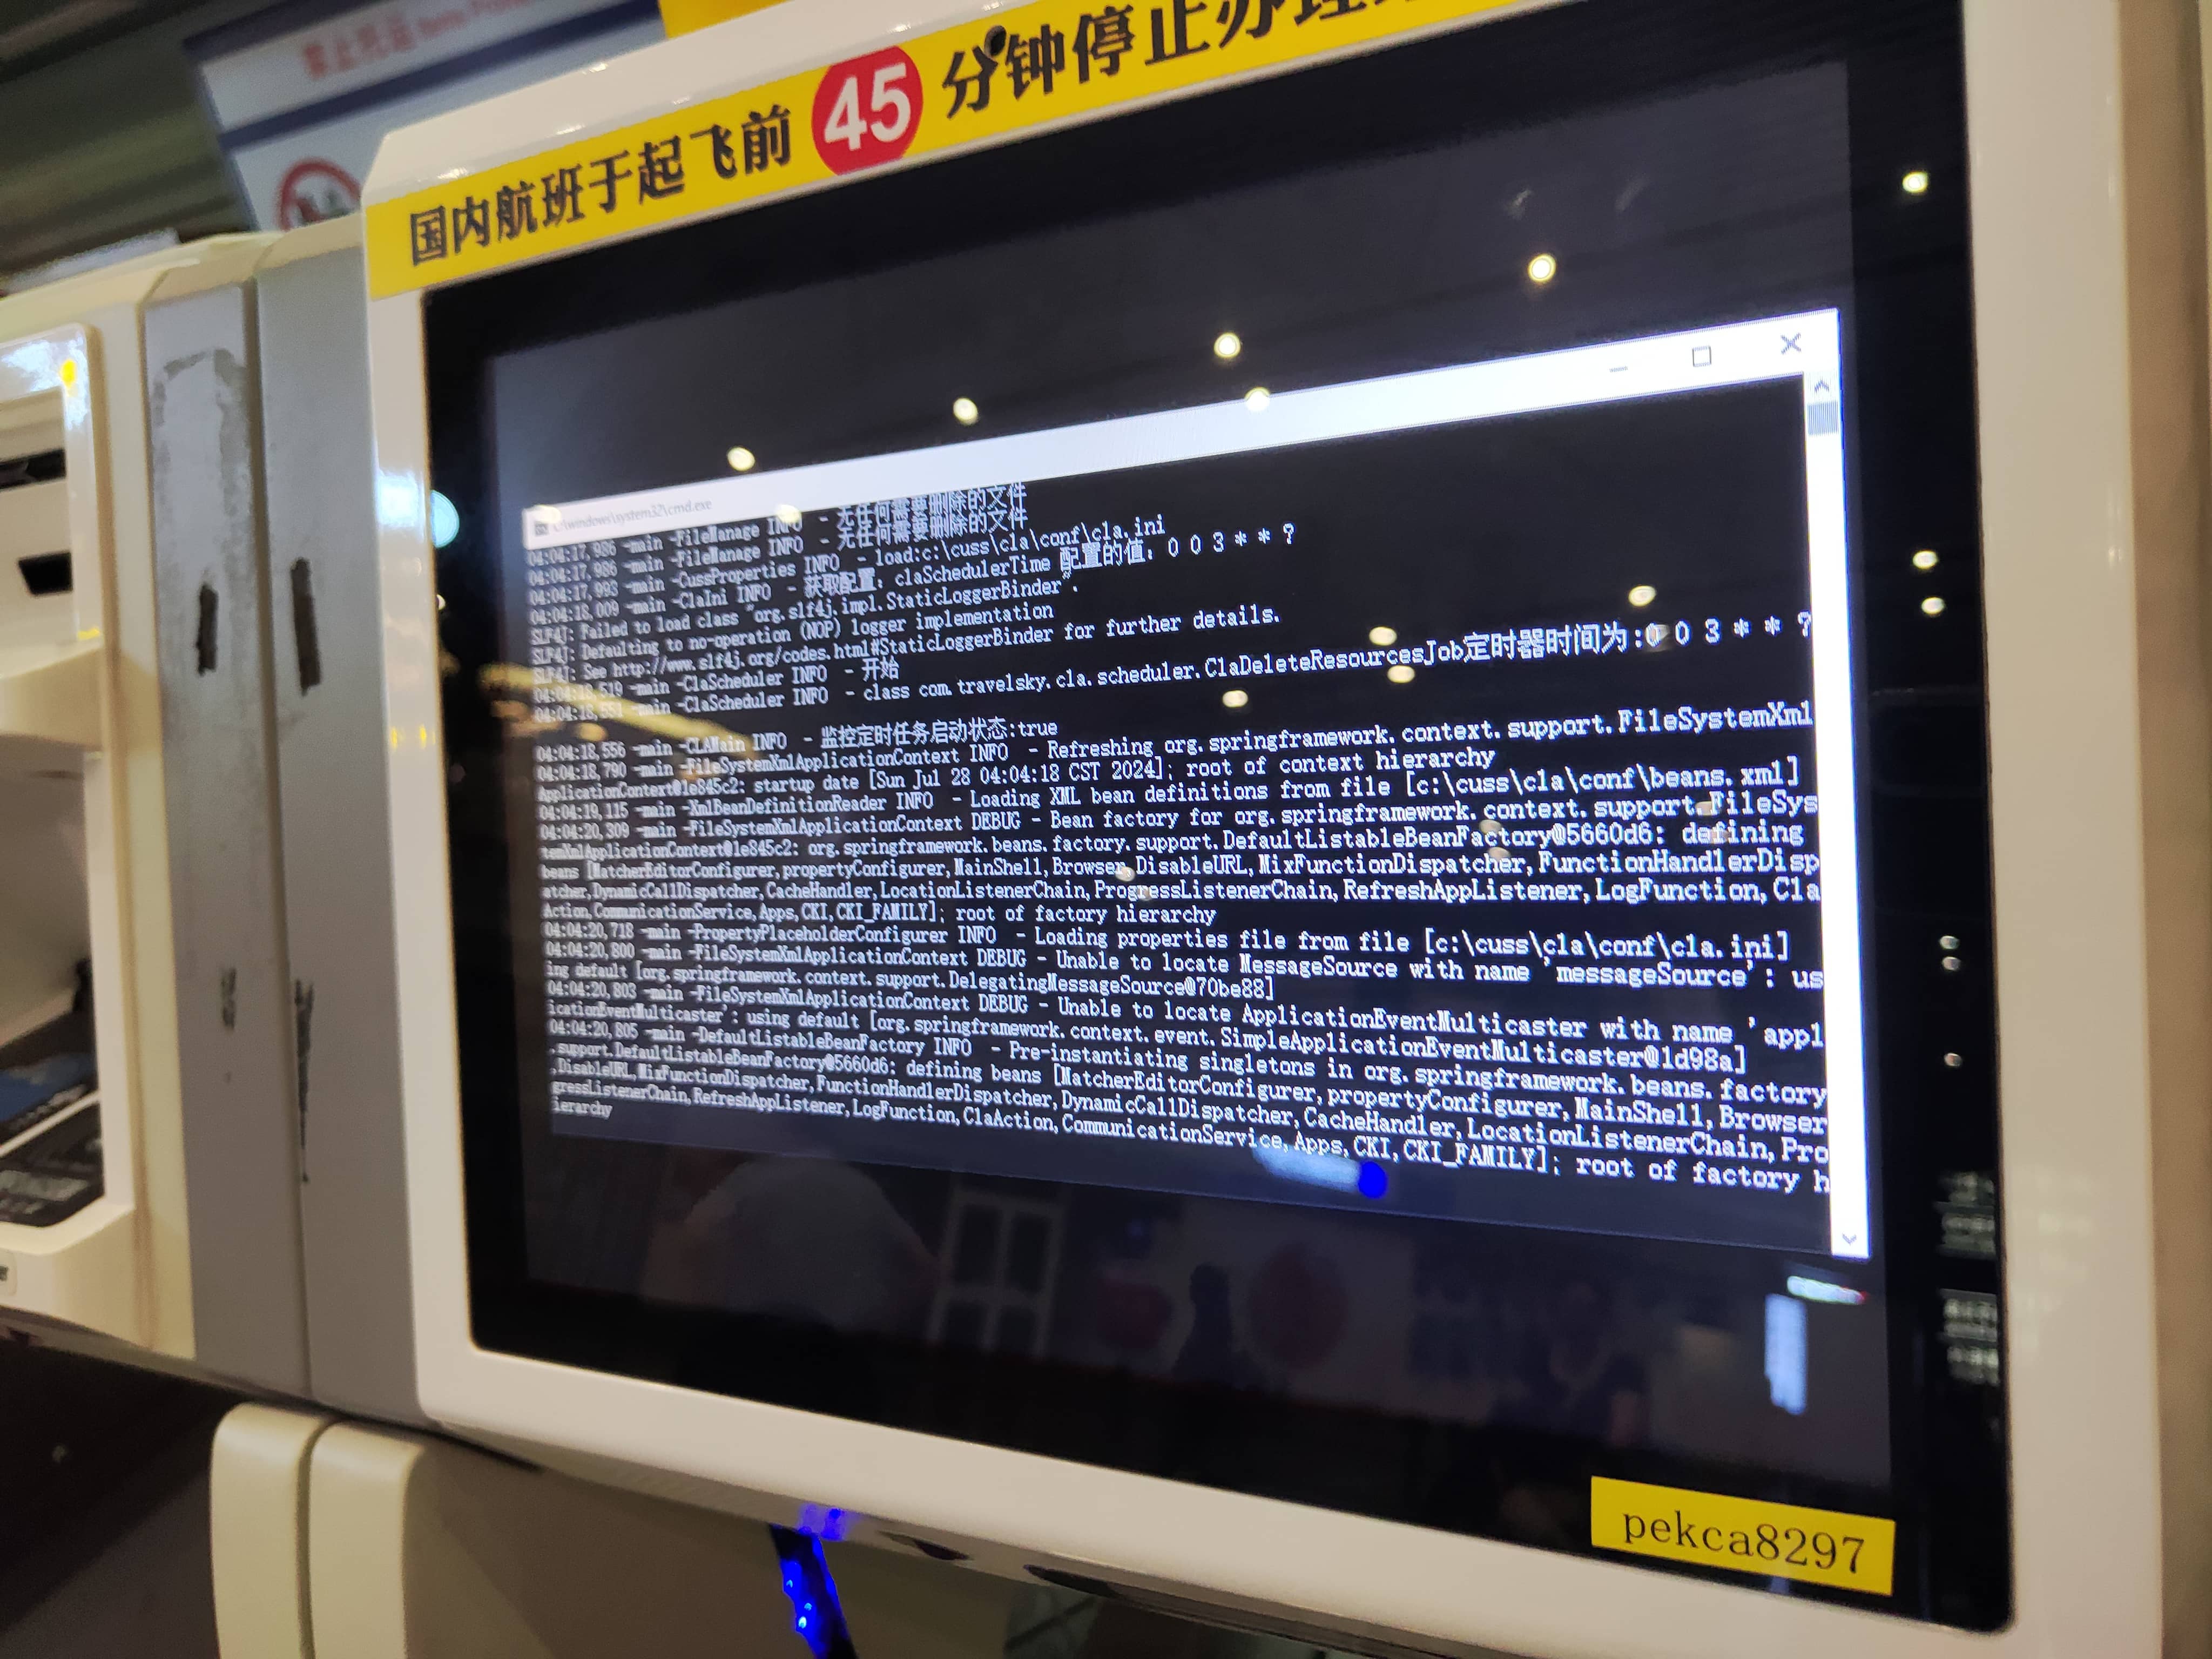 禁止托运
国内航班于起飞前 45 分钟停止办理
C:\windows\system32\cmd.exe
04:04:17,986 -main -FileManage INFO - 无任何需要删除的文件
04:04:17,986 -main -FileManage INFO - 无任何需要删除的文件
04:04:17,993 -main -CussProperties INFO - load:c:\cuss\cla\conf\cla.ini
04:04:18,009 -main -ClaIni INFO - 获取配置: claSchedulerTime 配置的值: 0 0 3 * * ?
SLF4J: Failed to load class "org.slf4j.impl.StaticLoggerBinder".
SLF4J: Defaulting to no-operation (NOP) logger implementation
SLF4J: See http://www.slf4j.org/codes.html#StaticLoggerBinder for further details.
04:04:18,519 -main -ClaScheduler INFO - 开始
04:04:18,551 -main -ClaScheduler INFO - class com.travelsky.cla.scheduler.ClaDeleteResourcesJob定时器时间为:0 0 3 * * ?
04:04:18,556 -main -CLAMain INFO - 监控定时任务启动状态:true
04:04:18,790 -main -FileSystemXmlApplicationContext INFO - Refreshing org.springframework.context.support.FileSystemXml
ApplicationContext@1e845c2: startup date [Sun Jul 28 04:04:18 CST 2024]; root of context hierarchy
04:04:19,115 -main -XmlBeanDefinitionReader INFO - Loading XML bean definitions from file [c:\cuss\cla\conf\beans.xml]
04:04:20,309 -main -FileSystemXmlApplicationContext DEBUG - Bean factory for org.springframework.context.support.FileSys
temXmlApplicationContext@1e845c2: org.springframework.beans.factory.support.DefaultListableBeanFactory@5660d6: defining
beans [MatcherEditorConfigurer,propertyConfigurer,MainShell,Browser,DisableURL,MixFunctionDispatcher,FunctionHandlerDisp
atcher,DynamicCallDispatcher,CacheHandler,LocationListenerChain,ProgressListenerChain,RefreshAppListener,LogFunction,Cla
Action,CommunicationService,Apps,CKI,CKI_FAMILY]; root of factory hierarchy
04:04:20,718 -main -PropertyPlaceholderConfigurer INFO - Loading properties file from file [c:\cuss\cla\conf\cla.ini]
04:04:20,800 -main -FileSystemXmlApplicationContext DEBUG - Unable to locate MessageSource with name 'messageSource': us
ing default [org.springframework.context.support.DelegatingMessageSource@70be88]
04:04:20,803 -main -FileSystemXmlApplicationContext DEBUG - Unable to locate ApplicationEventMulticaster with name 'appl
icationEventMulticaster': using default [org.springframework.context.event.SimpleApplicationEventMulticaster@1d98a]
04:04:20,805 -main -DefaultListableBeanFactory INFO - Pre-instantiating singletons in org.springframework.beans.factory
.support.DefaultListableBeanFactory@5660d6: defining beans [MatcherEditorConfigurer,propertyConfigurer,MainShell,Browser
,DisableURL,MixFunctionDispatcher,FunctionHandlerDispatcher,DynamicCallDispatcher,CacheHandler,LocationListenerChain,Pro
gressListenerChain,RefreshAppListener,LogFunction,ClaAction,CommunicationService,Apps,CKI,CKI_FAMILY]; root of factory h
ierarchy
pekca8297